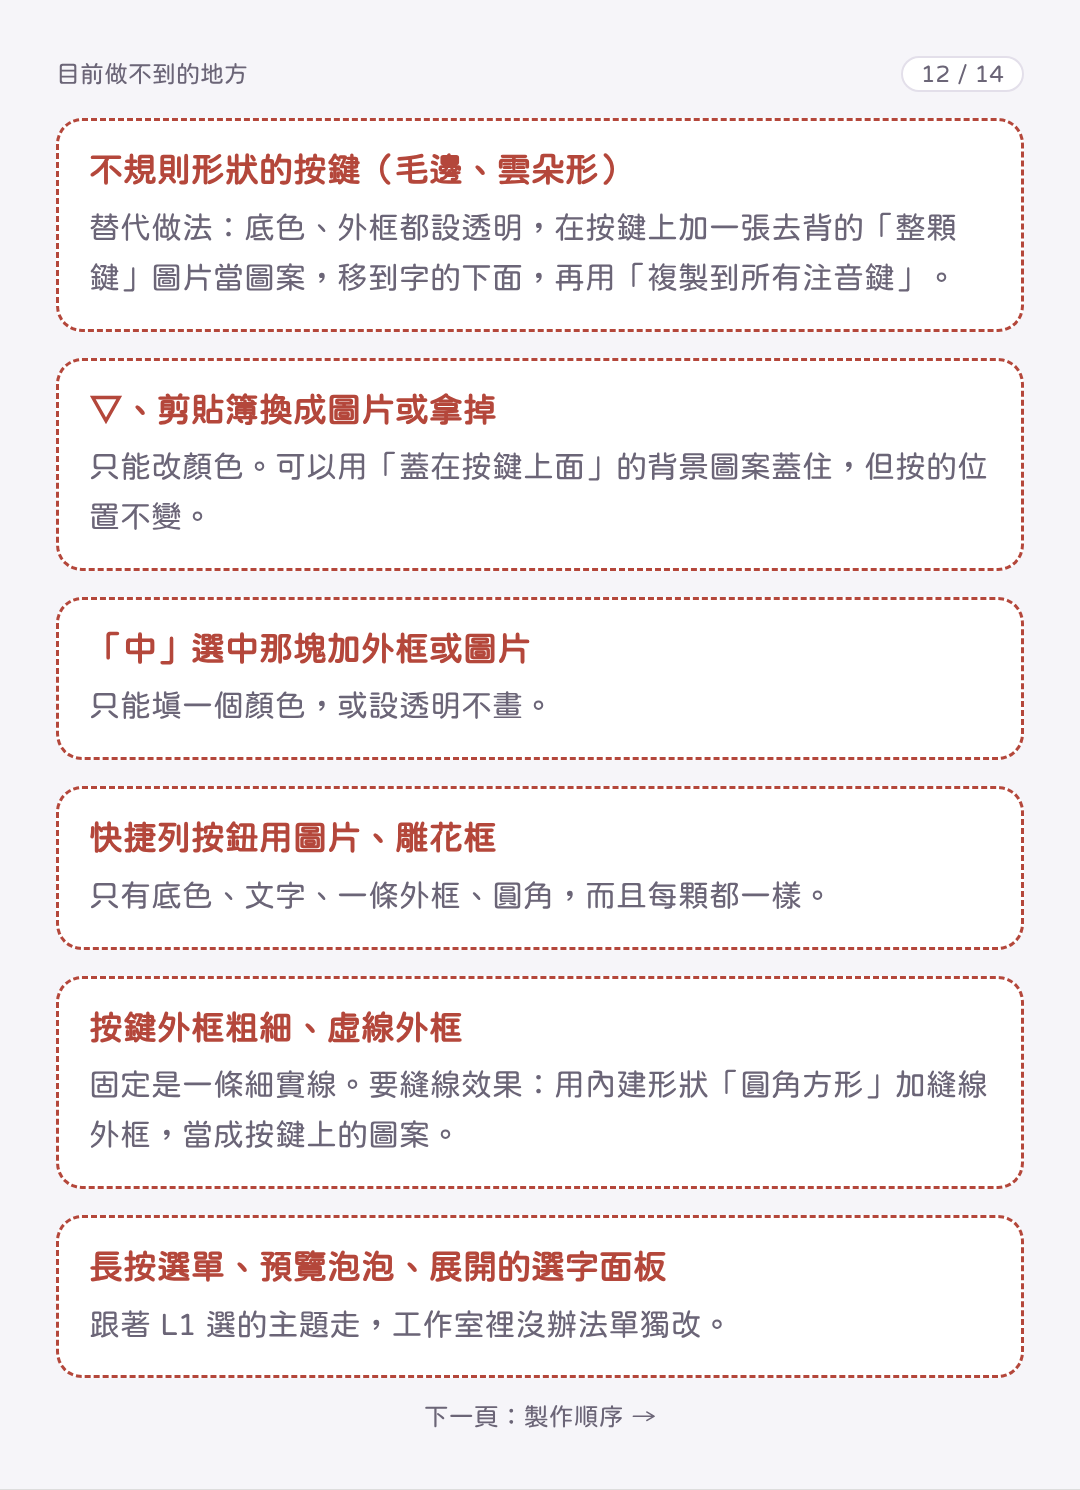 目前做不到的地方
12 / 14
不規則形狀的按鍵（毛邊、雲朵形）
替代做法：底色、外框都設透明，在按鍵上加一張去背的「整顆
鍵」圖片當圖案，移到字的下面，再用「複製到所有注音鍵」。
▽、剪貼簿換成圖片或拿掉
只能改顏色。可以用「蓋在按鍵上面」的背景圖案蓋住，但按的位
置不變。
「中」選中那塊加外框或圖片
只能填一個顏色，或設透明不畫。
快捷列按鈕用圖片、雕花框
只有底色、文字、一條外框、圓角，而且每顆都一樣。
按鍵外框粗細、虛線外框
固定是一條細實線。要縫線效果：用內建形狀「圓角方形」加縫線
外框，當成按鍵上的圖案。
長按選單、預覽泡泡、展開的選字面板
跟著 L1 選的主題走，工作室裡沒辦法單獨改。
下一頁：製作順序 →